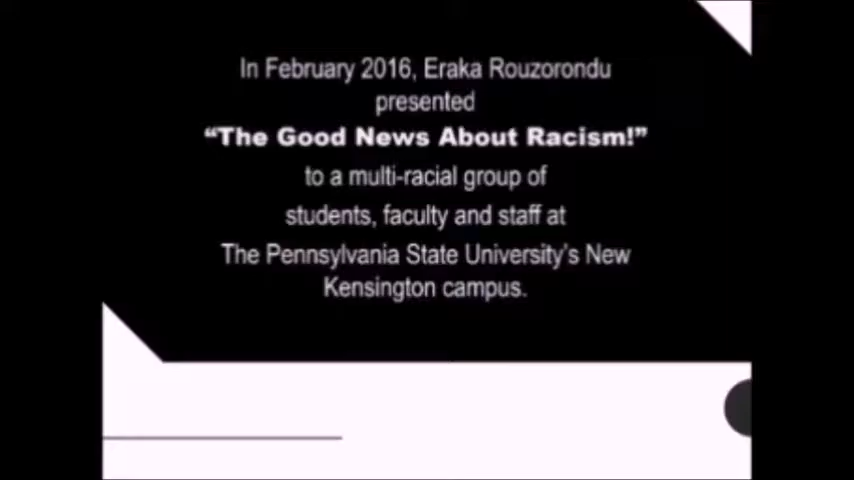 In February 2016, Eraka Rouzorondu
presented
“The Good News About Racism!”
to a multi-racial group of
students, faculty and staff at
The Pennsylvania State University's New
Kensington campus.